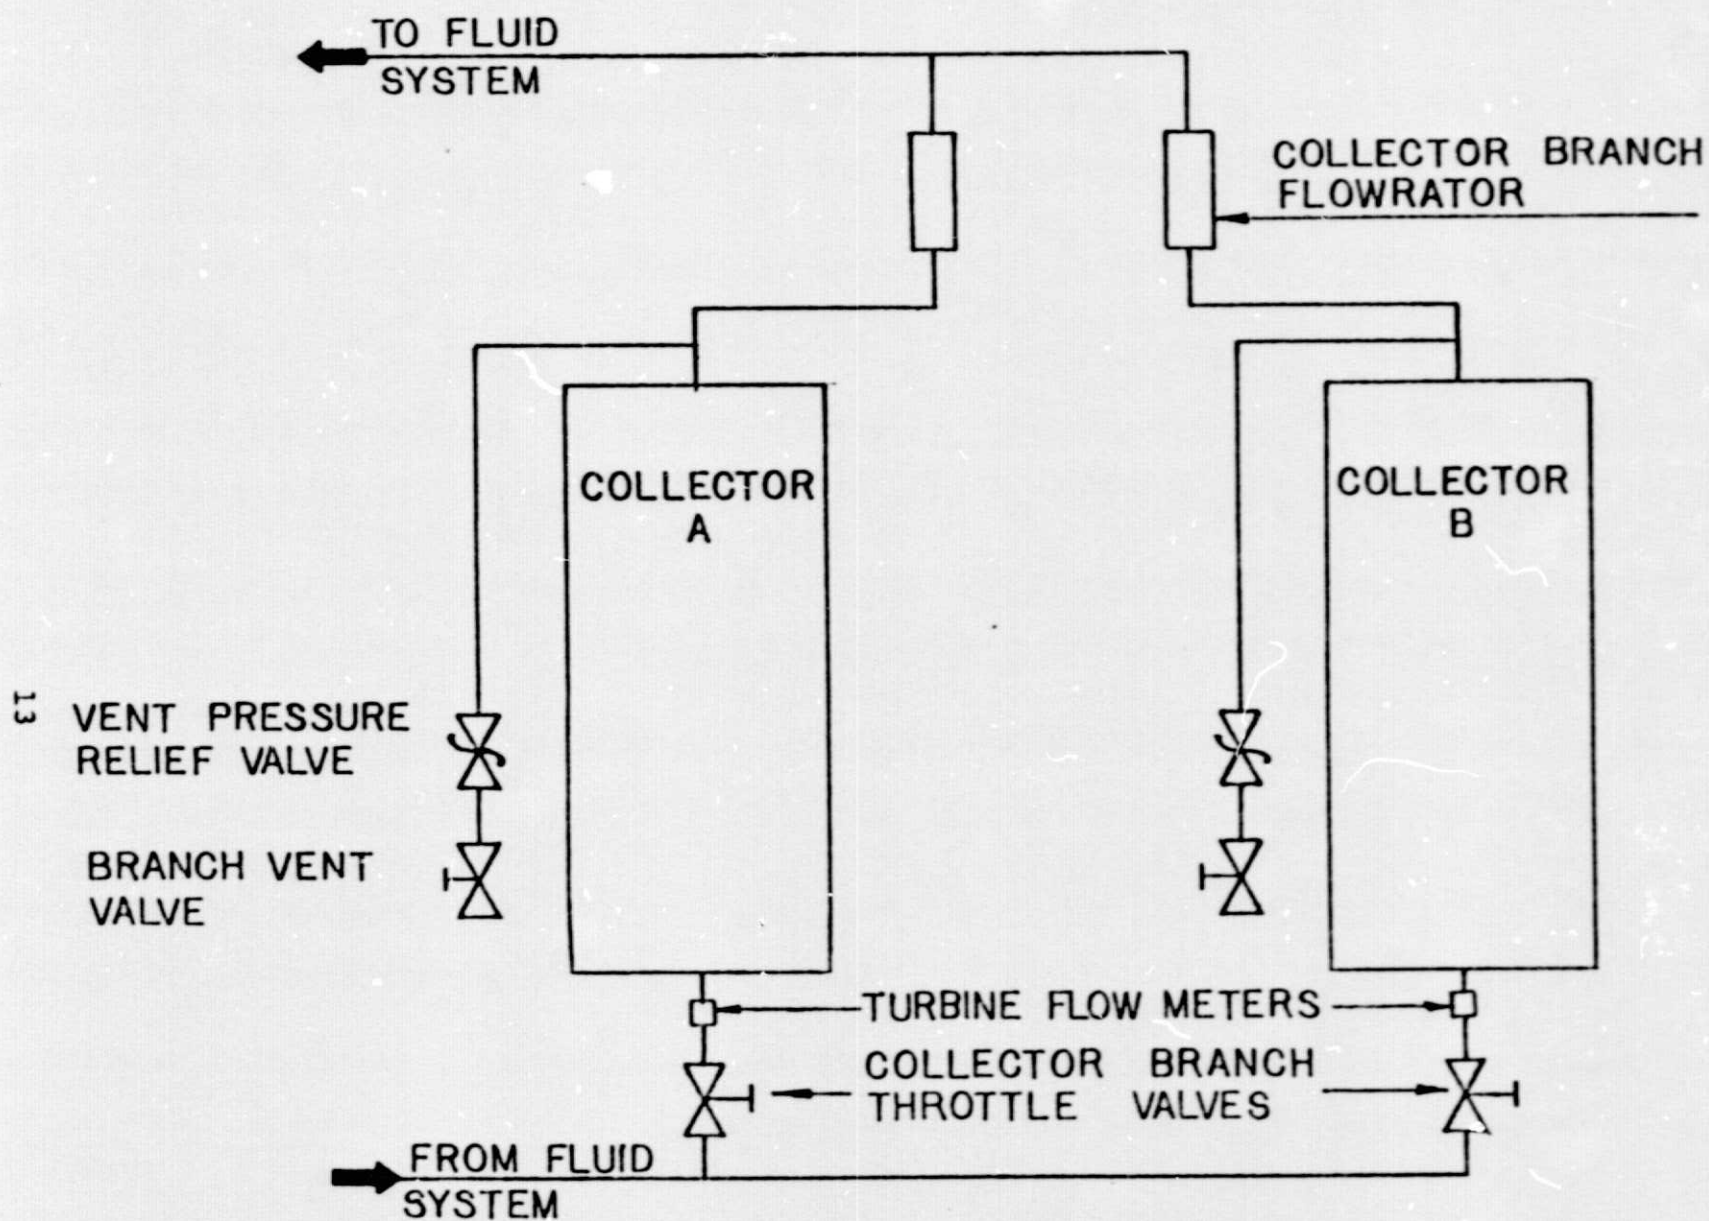 TO FLUID
SYSTEM
COLLECTOR BRANCH
FLOWRATOR
COLLECTOR
A
COLLECTOR
B
13
VENT PRESSURE
RELIEF VALVE
BRANCH VENT
VALVE
TURBINE FLOW METERS
COLLECTOR BRANCH
THROTTLE VALVES
FROM FLUID
SYSTEM